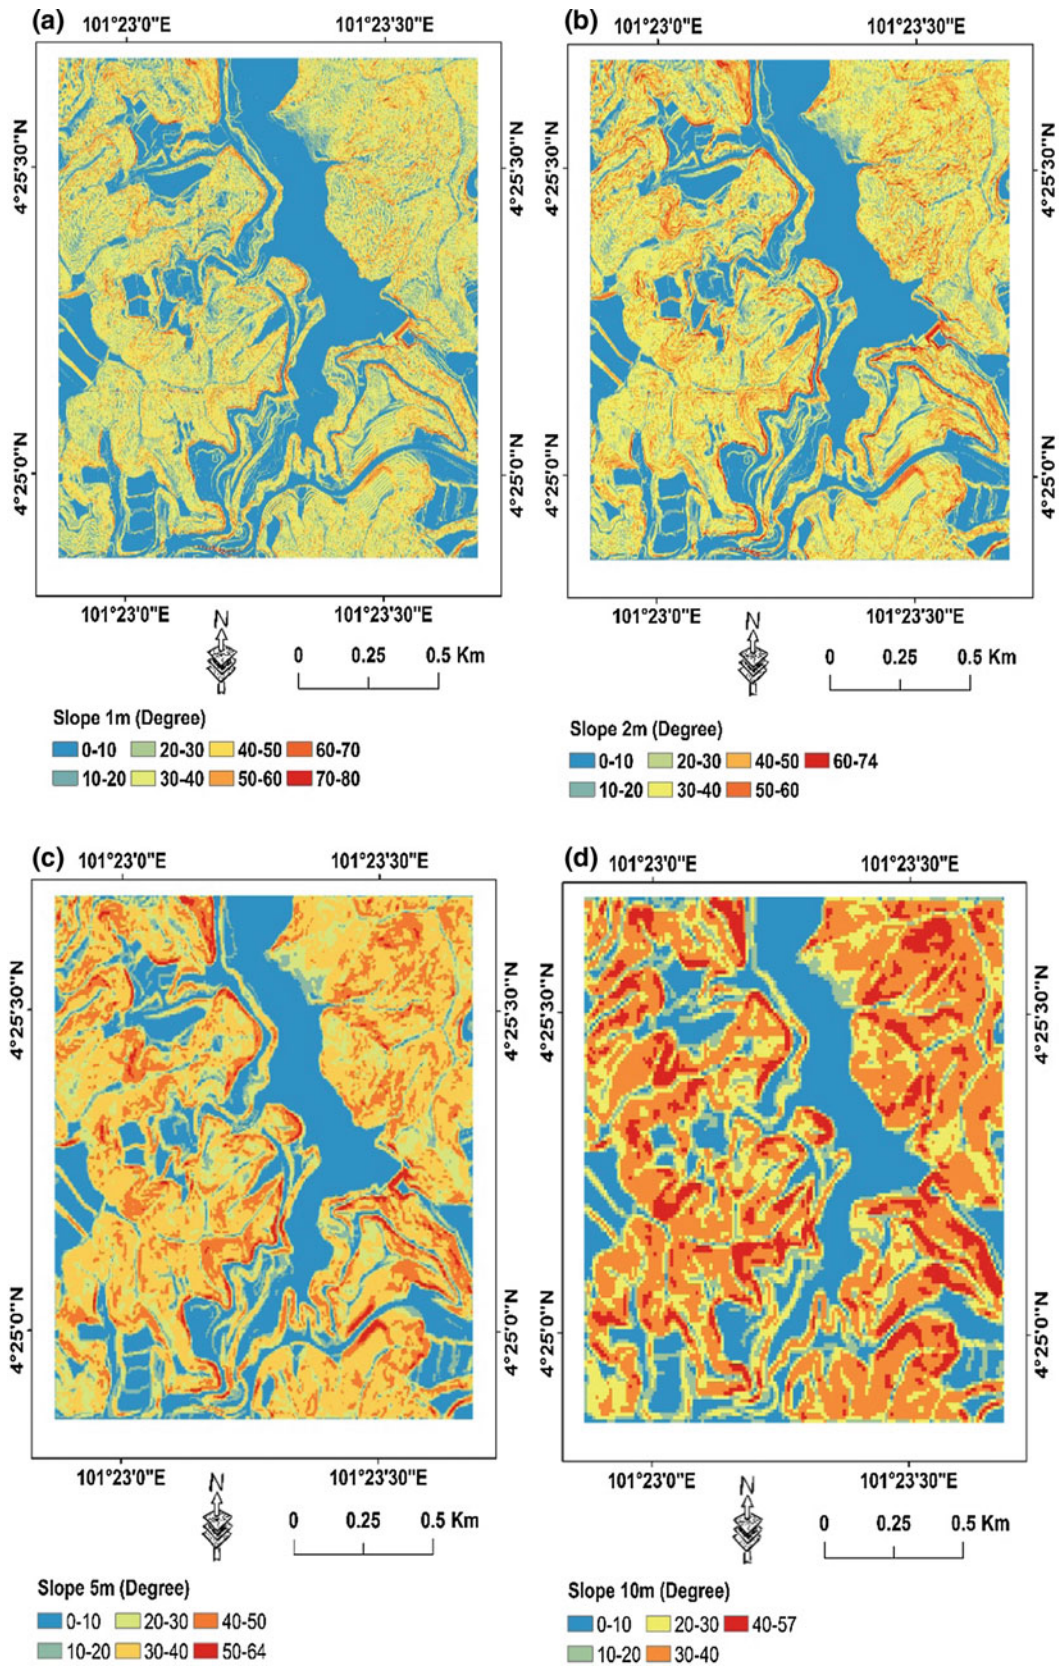 (a) 101°23'0"E 101°23'30"E
4°25'30"N 4°25'30"N
4°25'0"N 4°25'0"N
101°23'0"E 101°23'30"E
N
0 0.25 0.5 Km
Slope 1m (Degree)
0-10 20-30 40-50 60-70
10-20 30-40 50-60 70-80
(b) 101°23'0"E 101°23'30"E
4°25'30"N 4°25'30"N
4°25'0"N 4°25'0"N
101°23'0"E 101°23'30"E
N
0 0.25 0.5 Km
Slope 2m (Degree)
0-10 20-30 40-50 60-74
10-20 30-40 50-60
(c) 101°23'0"E 101°23'30"E
4°25'30"N 4°25'30"N
4°25'0"N 4°25'0"N
101°23'0"E 101°23'30"E
N
0 0.25 0.5 Km
Slope 5m (Degree)
0-10 20-30 40-50
10-20 30-40 50-64
(d) 101°23'0"E 101°23'30"E
4°25'30"N 4°25'30"N
4°25'0"N 4°25'0"N
101°23'0"E 101°23'30"E
N
0 0.25 0.5 Km
Slope 10m (Degree)
0-10 20-30 40-57
10-20 30-40